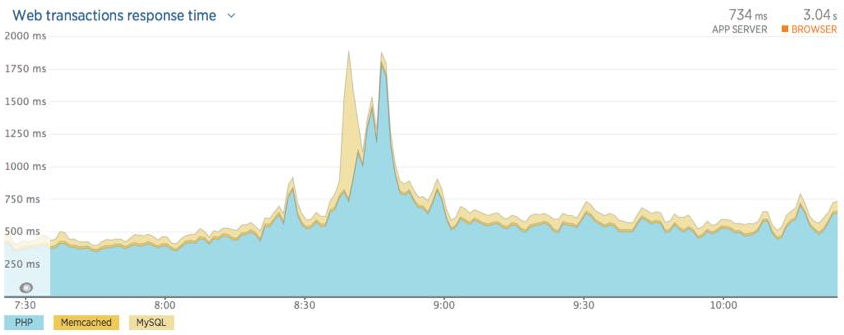 Web transactions response time
734 ms
APP SERVER
3.04 s
BROWSER
2000 ms
1750 ms
1500 ms
1250 ms
1000 ms
750 ms
500 ms
250 ms
7:30
8:00
8:30
9:00
9:30
10:00
PHP
Memcached
MySQL